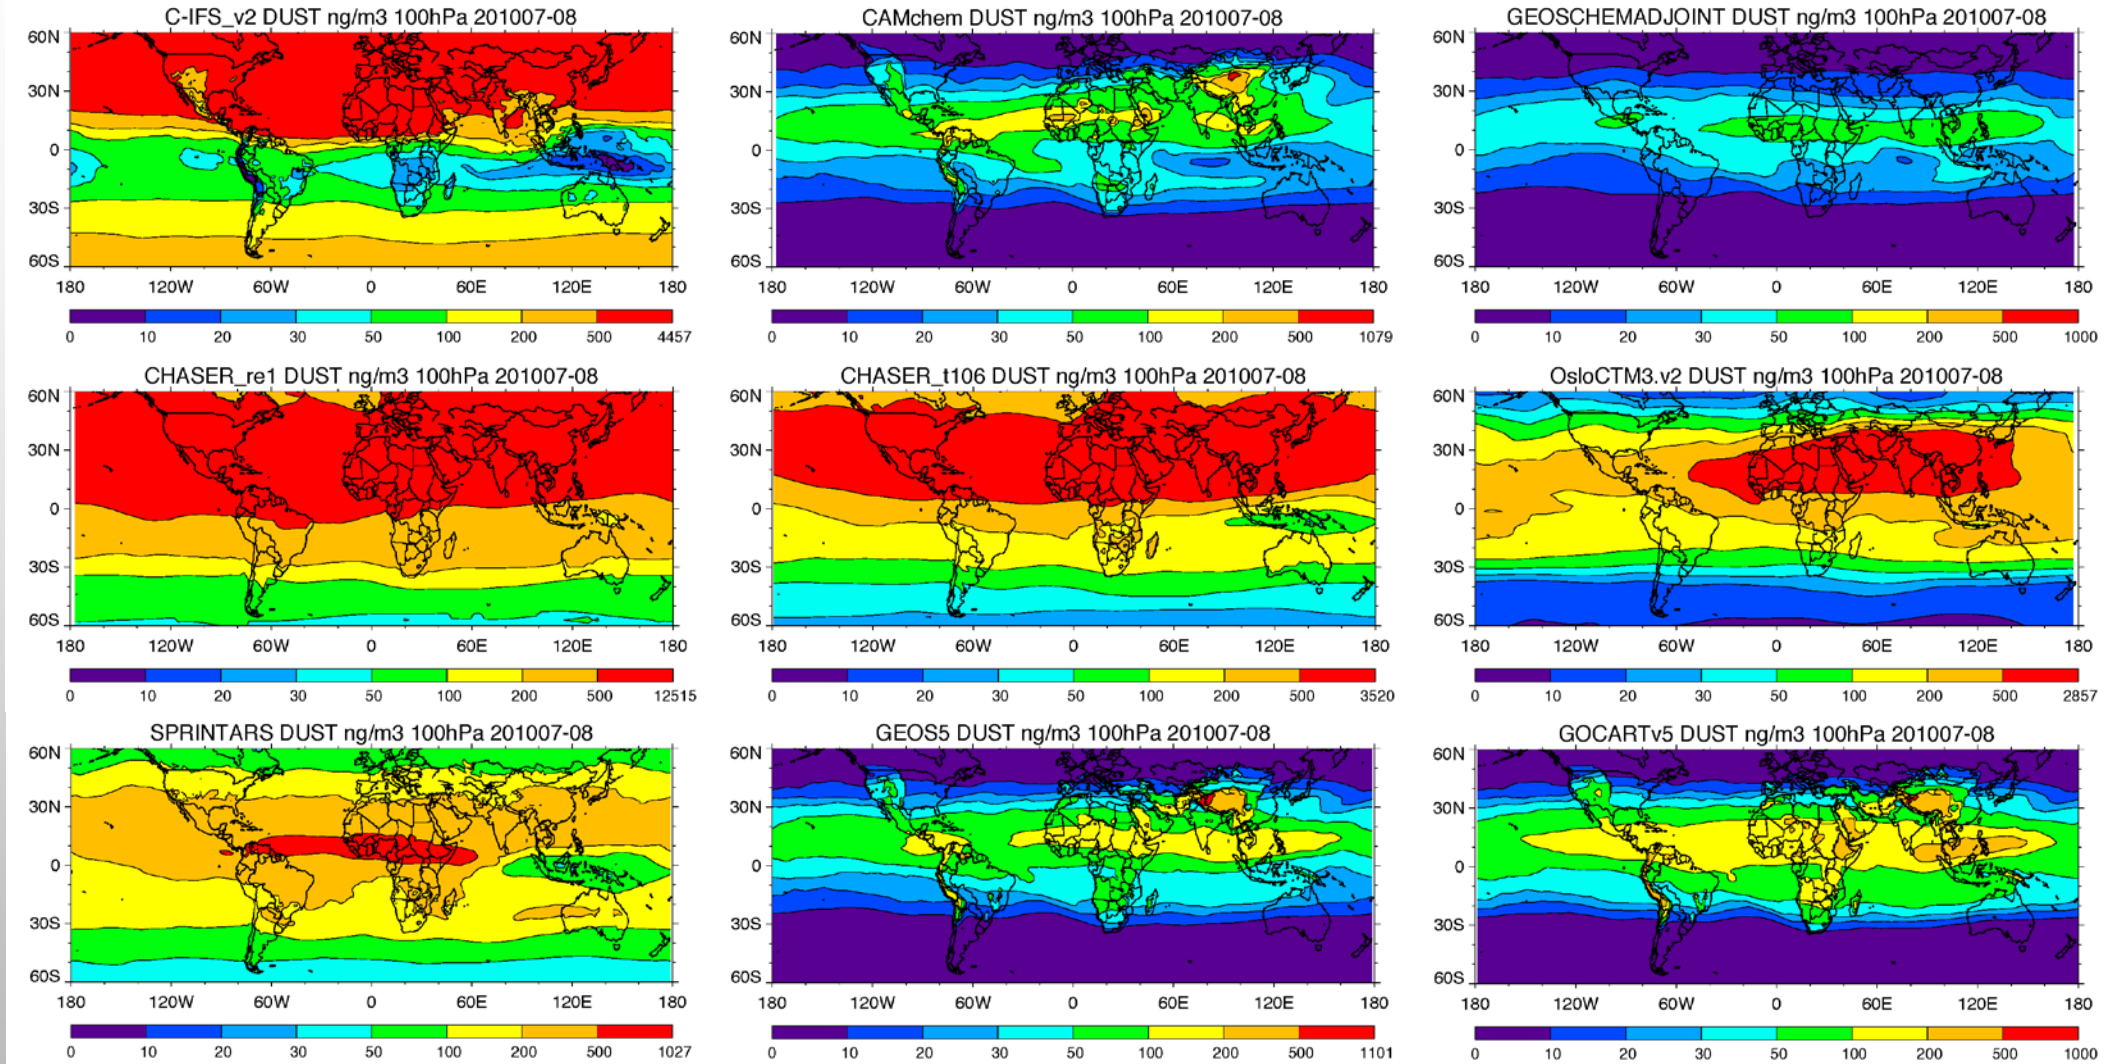 C-IFS_v2 DUST ng/m3 100hPa 201007-08
60N
30N
0
30S
60S
180 120W 60W 0 60E 120E 180
0 10 20 30 50 100 200 500 4457
CAMchem DUST ng/m3 100hPa 201007-08
60N
30N
0
30S
60S
180 120W 60W 0 60E 120E 180
0 10 20 30 50 100 200 500 1079
GEOSCHEMADJOINT DUST ng/m3 100hPa 201007-08
60N
30N
0
30S
60S
180 120W 60W 0 60E 120E 180
0 10 20 30 50 100 200 500 1000
CHASER_re1 DUST ng/m3 100hPa 201007-08
60N
30N
0
30S
60S
180 120W 60W 0 60E 120E 180
0 10 20 30 50 100 200 500 12515
CHASER_t106 DUST ng/m3 100hPa 201007-08
60N
30N
0
30S
60S
180 120W 60W 0 60E 120E 180
0 10 20 30 50 100 200 500 3520
OsloCTM3.v2 DUST ng/m3 100hPa 201007-08
60N
30N
0
30S
60S
180 120W 60W 0 60E 120E 180
0 10 20 30 50 100 200 500 2857
SPRINTARS DUST ng/m3 100hPa 201007-08
60N
30N
0
30S
60S
180 120W 60W 0 60E 120E 180
0 10 20 30 50 100 200 500 1027
GEOS5 DUST ng/m3 100hPa 201007-08
60N
30N
0
30S
60S
180 120W 60W 0 60E 120E 180
0 10 20 30 50 100 200 500 1101
GOCARTv5 DUST ng/m3 100hPa 201007-08
60N
30N
0
30S
60S
180 120W 60W 0 60E 120E 180
0 10 20 30 50 100 200 500 1000